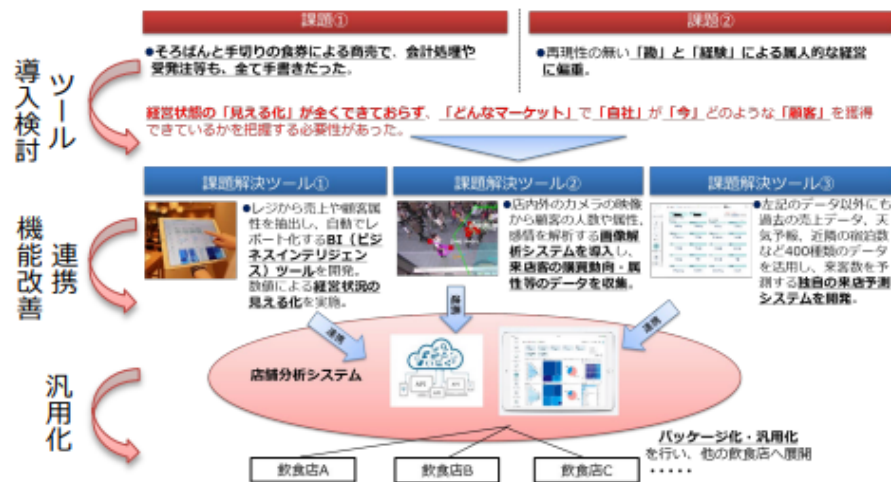 課題①
課題②
●そろばんと手切りの食券による商売で、会計処理や
受発注等も、全て手書きだった。
●再現性の無い「勘」と「経験」による属人的な経営
に偏重。
ツール
導入検討
経営状態の「見える化」が全くできておらず、「どんなマーケット」で「自社」が「今」どのような「顧客」を獲得
できているかを把握する必要性があった。
課題解決ツール①
課題解決ツール②
課題解決ツール③
連携
機能改善
●レジから売上や顧客属
性を抽出し、自動でレ
ポート化するBI(ビジ
ネスインテリジェン
ス)ツールを開発。
数値による経営状況の
見える化を実施。
●店内外のカメラの映像
から顧客の人数や属性、
感情を解析する画像解
析システムを導入し、
来店客の購買動向・属
性等のデータを収集。
●左記のデータ以外にも
過去の売上データ、天
気予報、近隣の宿泊数
など400種類のデータ
を活用し、来客数を予
測する独自の来店予測
システムを開発。
連携
連携
連携
店舗分析システム
API
API
API
汎用化
パッケージ化・汎用化
を行い、他の飲食店へ展開
・・・・・
飲食店A
飲食店B
飲食店C